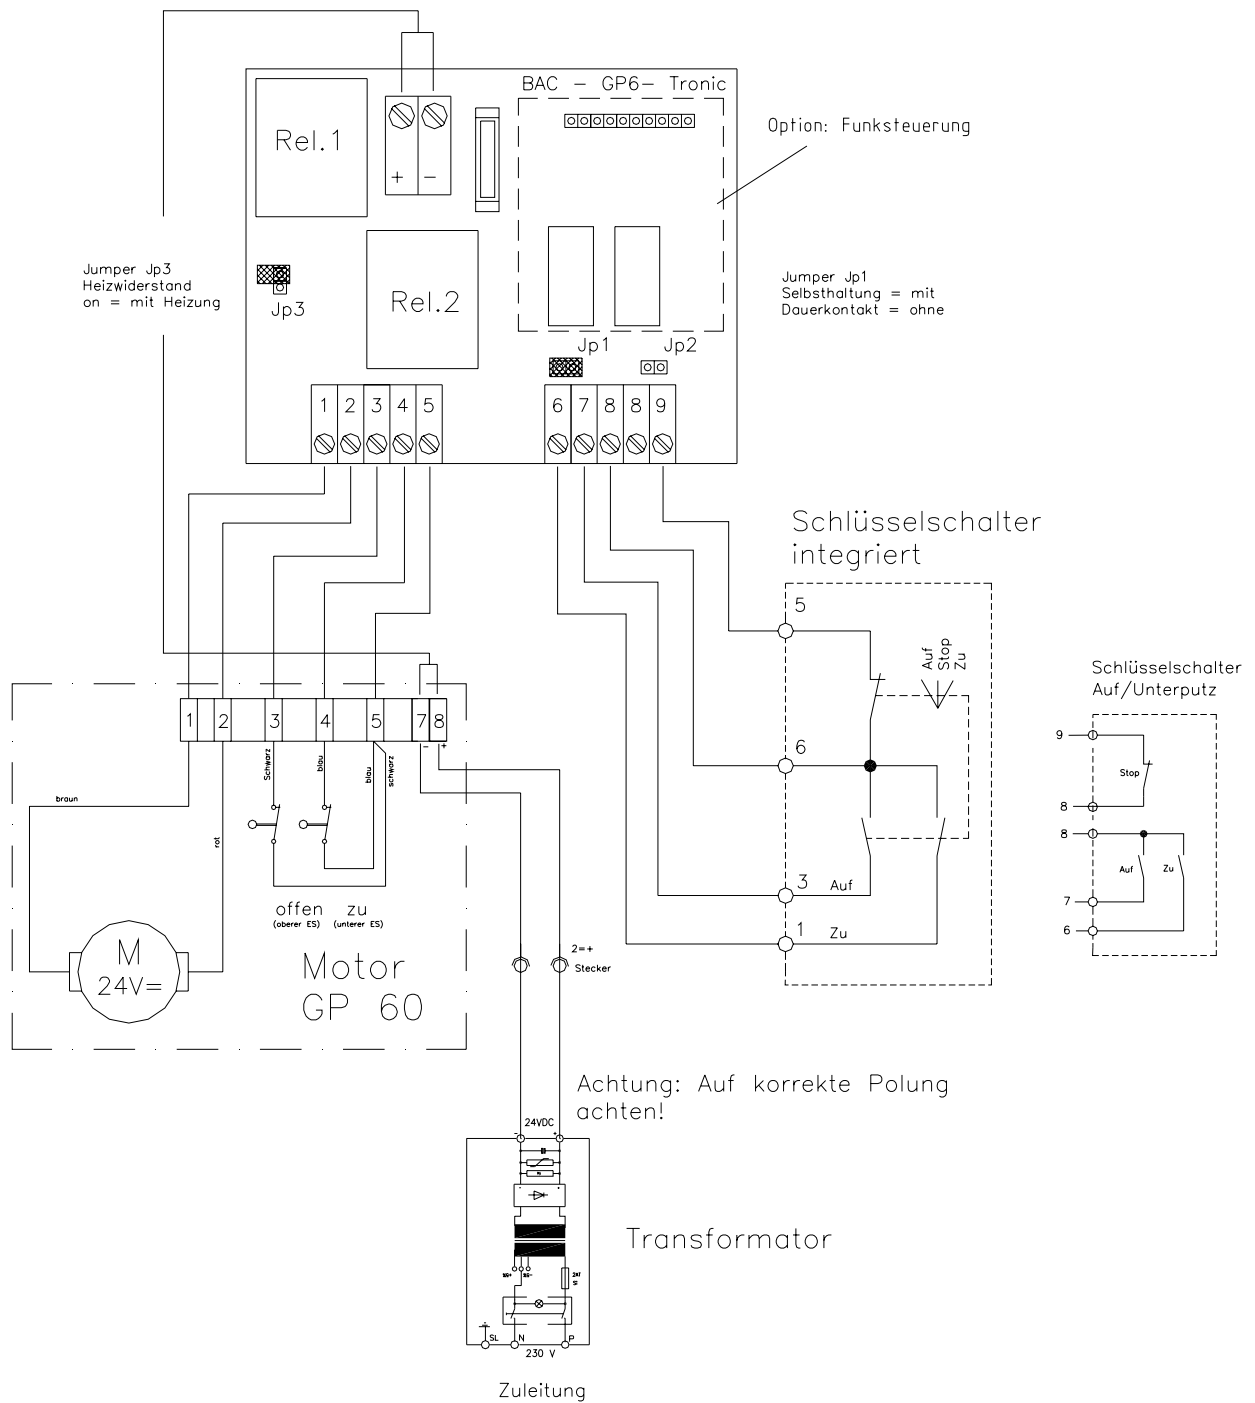 BAC - GP6- Tronic
Option: Funksteuerung
Rel.1
+ -
Jumper Jp3
Heizwiderstand
on = mit Heizung
Jp3
Rel.2
Jumper Jp1
Selbsthaltung = mit
Dauerkontakt = ohne
Jp1 Jp2
1 2 3 4 5
6 7 8 8 9
Schlüsselschalter
integriert
5
Auf
Stop
Zu
6
3 Auf
1 Zu
Schlüsselschalter
Auf/Unterputz
9
Stop
8
8
Auf Zu
7
6
1 2 3 4 5 7 8
- +
Schwarz
blau
blau
schwarz
braun
rot
offen zu
(oberer ES) (unterer ES)
M
24V=
Motor
GP 60
2=+
Stecker
Achtung: Auf korrekte Polung
achten!
24VDC
- +
- +
Transformator
SL N P
230 V
Zuleitung